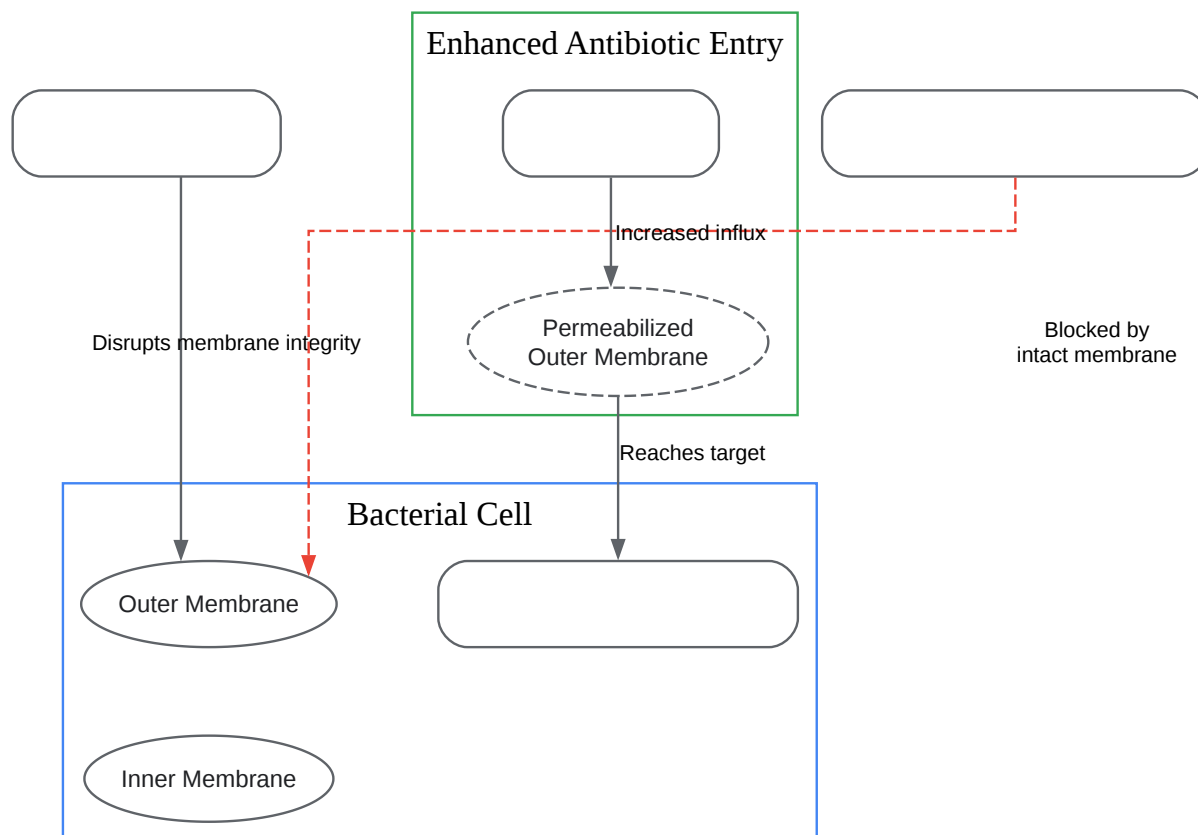 Enhanced Antibiotic Entry
Increased influx
Permeabilized
Outer Membrane
Disrupts membrane integrity
Blocked by
intact membrane
Reaches target
Bacterial Cell
Outer Membrane
Inner Membrane